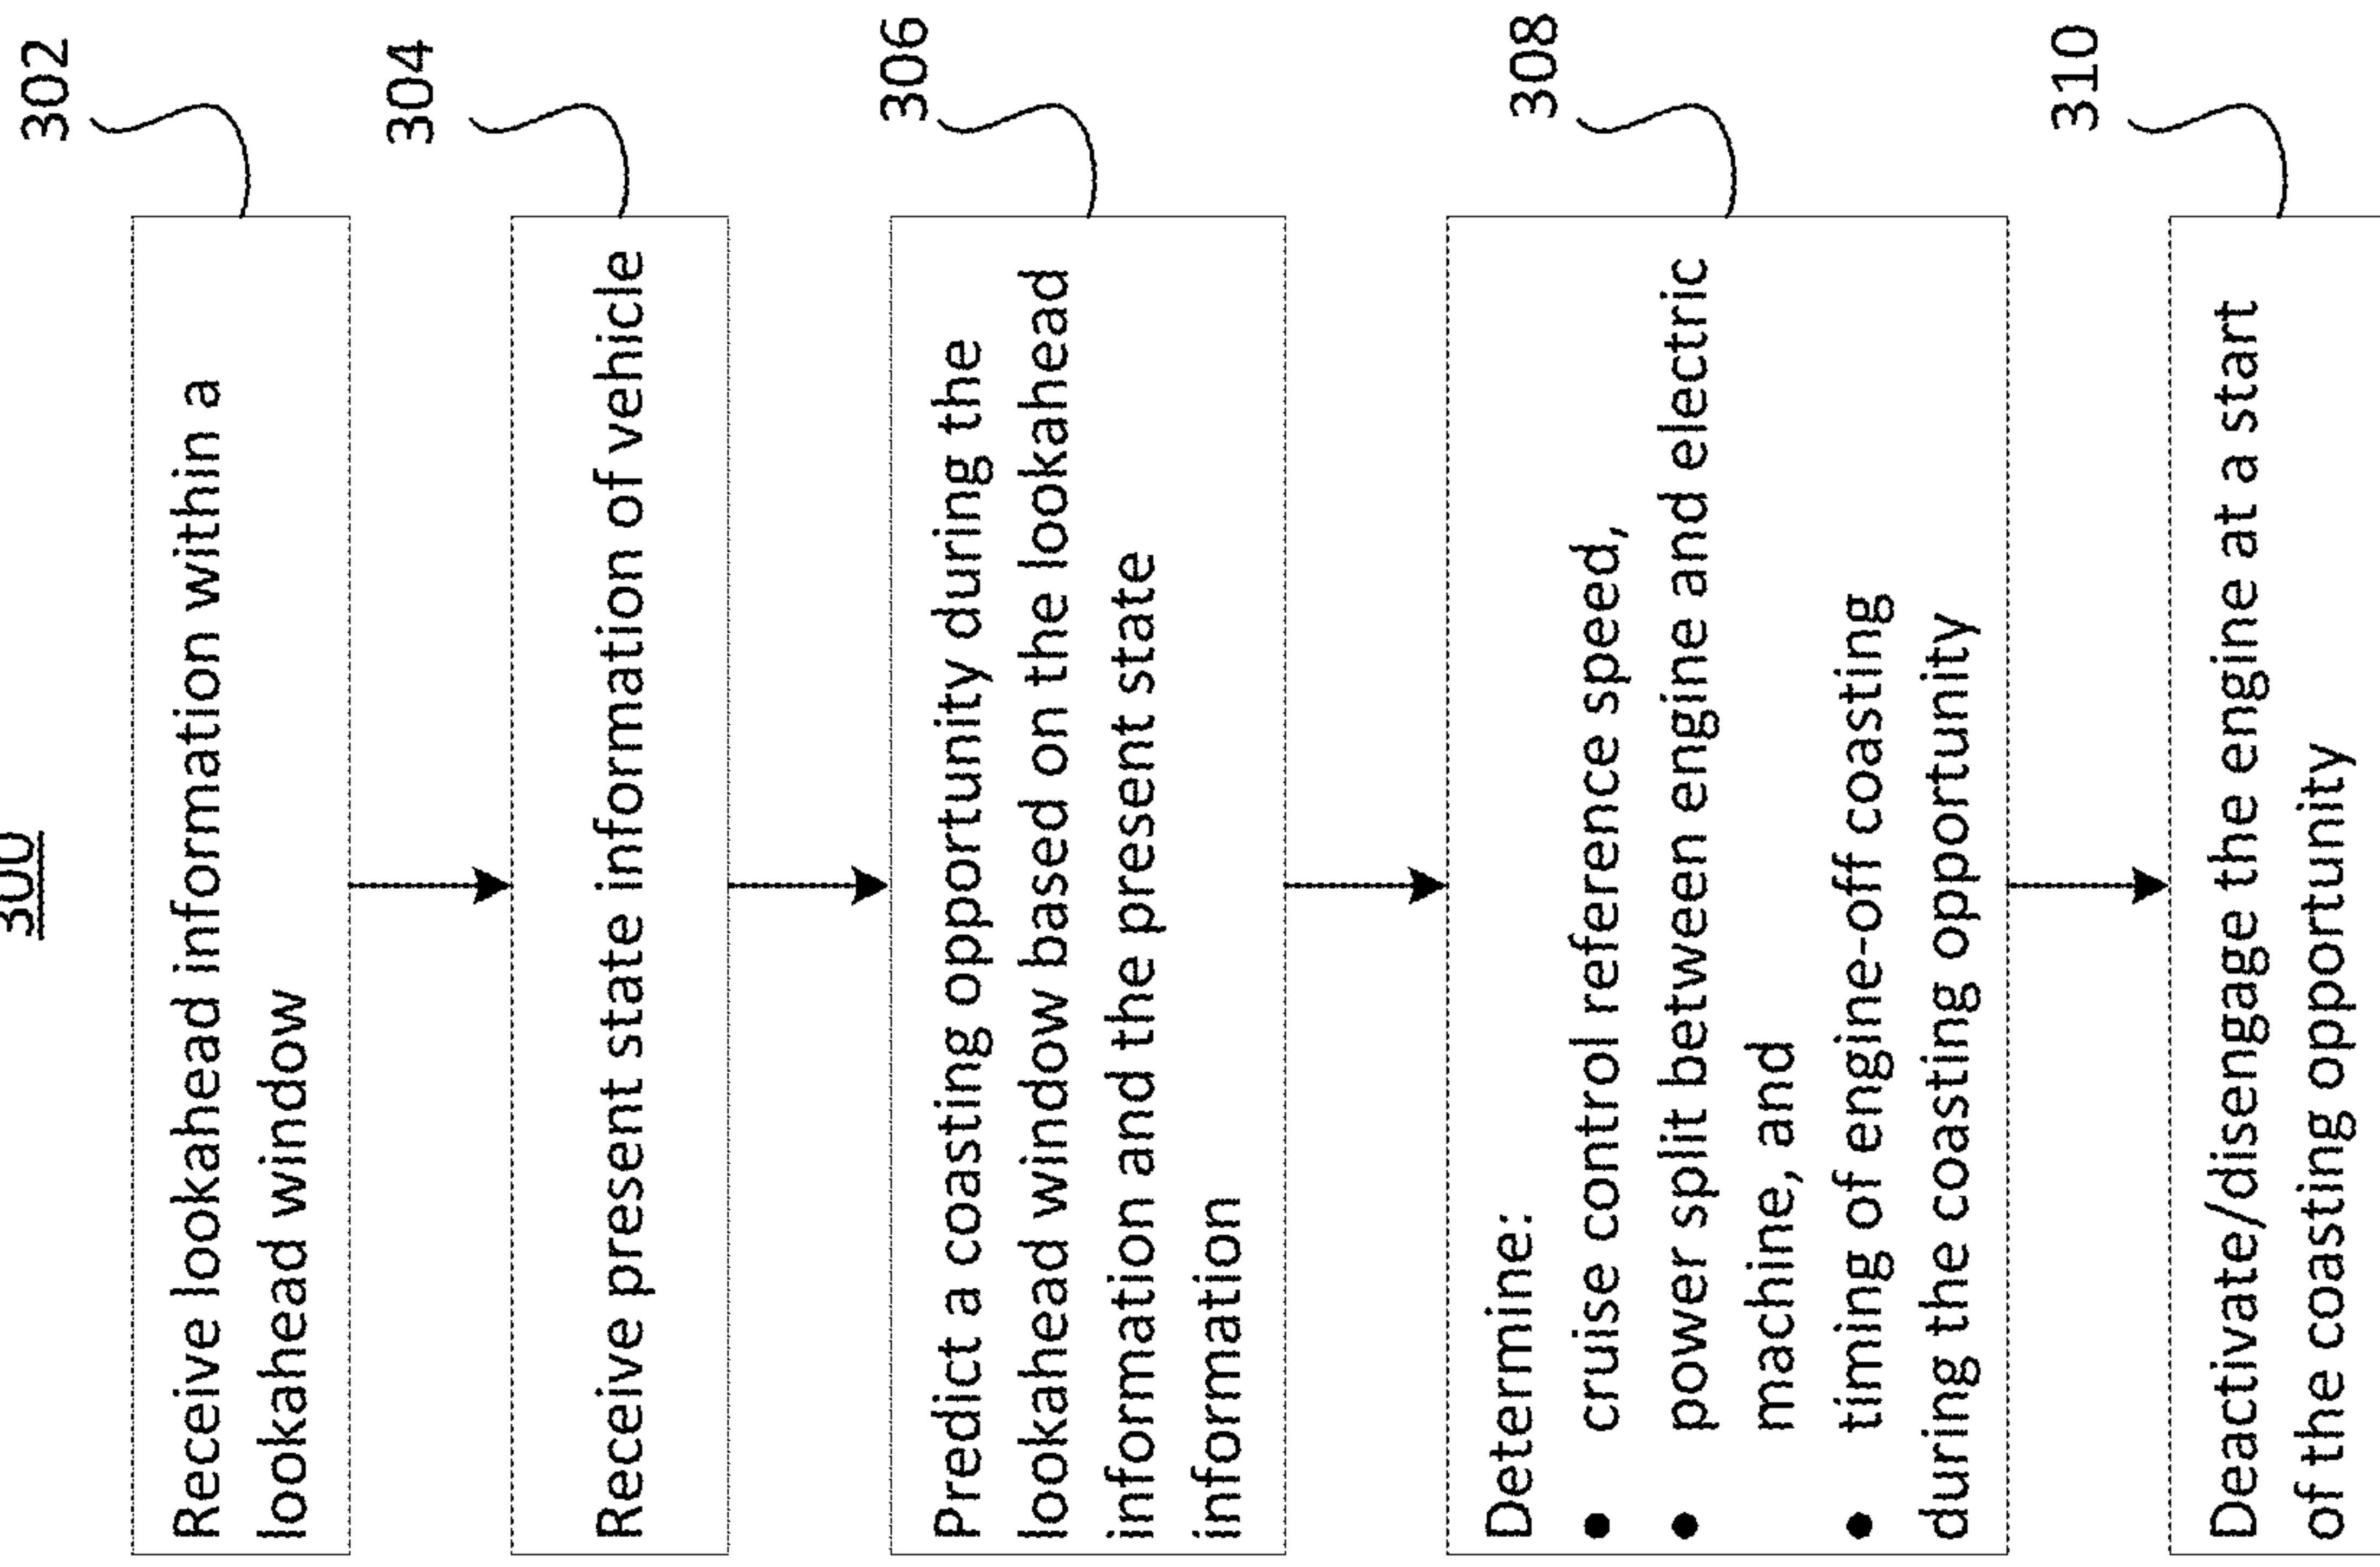 300
302
Receive lookahead information within a
lookahead window
304
Receive present state information of vehicle
306
Predict a coasting opportunity during the
lookahead window based on the lookahead
information and the present state
information
308
Determine:
● cruise control reference speed,
● power split between engine and electric
machine, and
● timing of engine-off coasting
during the coasting opportunity
310
Deactivate/disengage the engine at a start
of the coasting opportunity